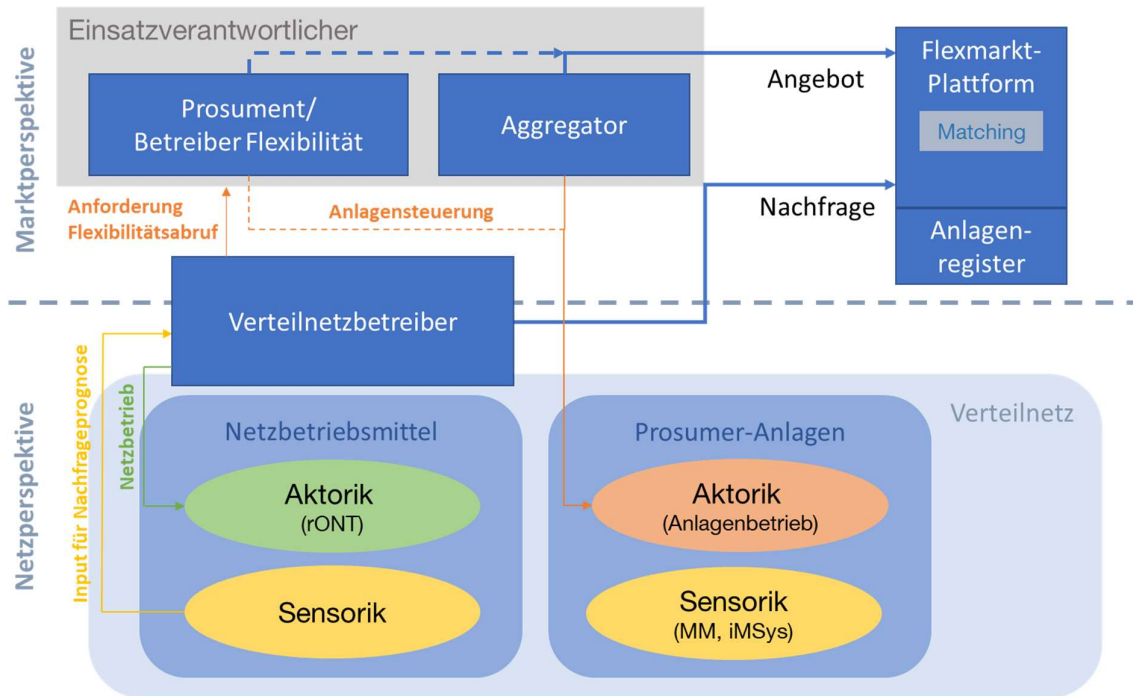 Marktperspektive
Einsatzverantwortlicher
Prosument/
Betreiber Flexibilität
Aggregator
Angebot
Flexmarkt-
Plattform
Matching
Anforderung
Flexibilitätsabruf
Anlagensteuerung
Nachfrage
Anlagen-
register
Verteilnetzbetreiber
Netzperspektive
Input für Nachfrageprognose
Netzbetrieb
Verteilnetz
Netzbetriebsmittel
Aktorik
(rONT)
Sensorik
Prosumer-Anlagen
Aktorik
(Anlagenbetrieb)
Sensorik
(MM, iMSys)